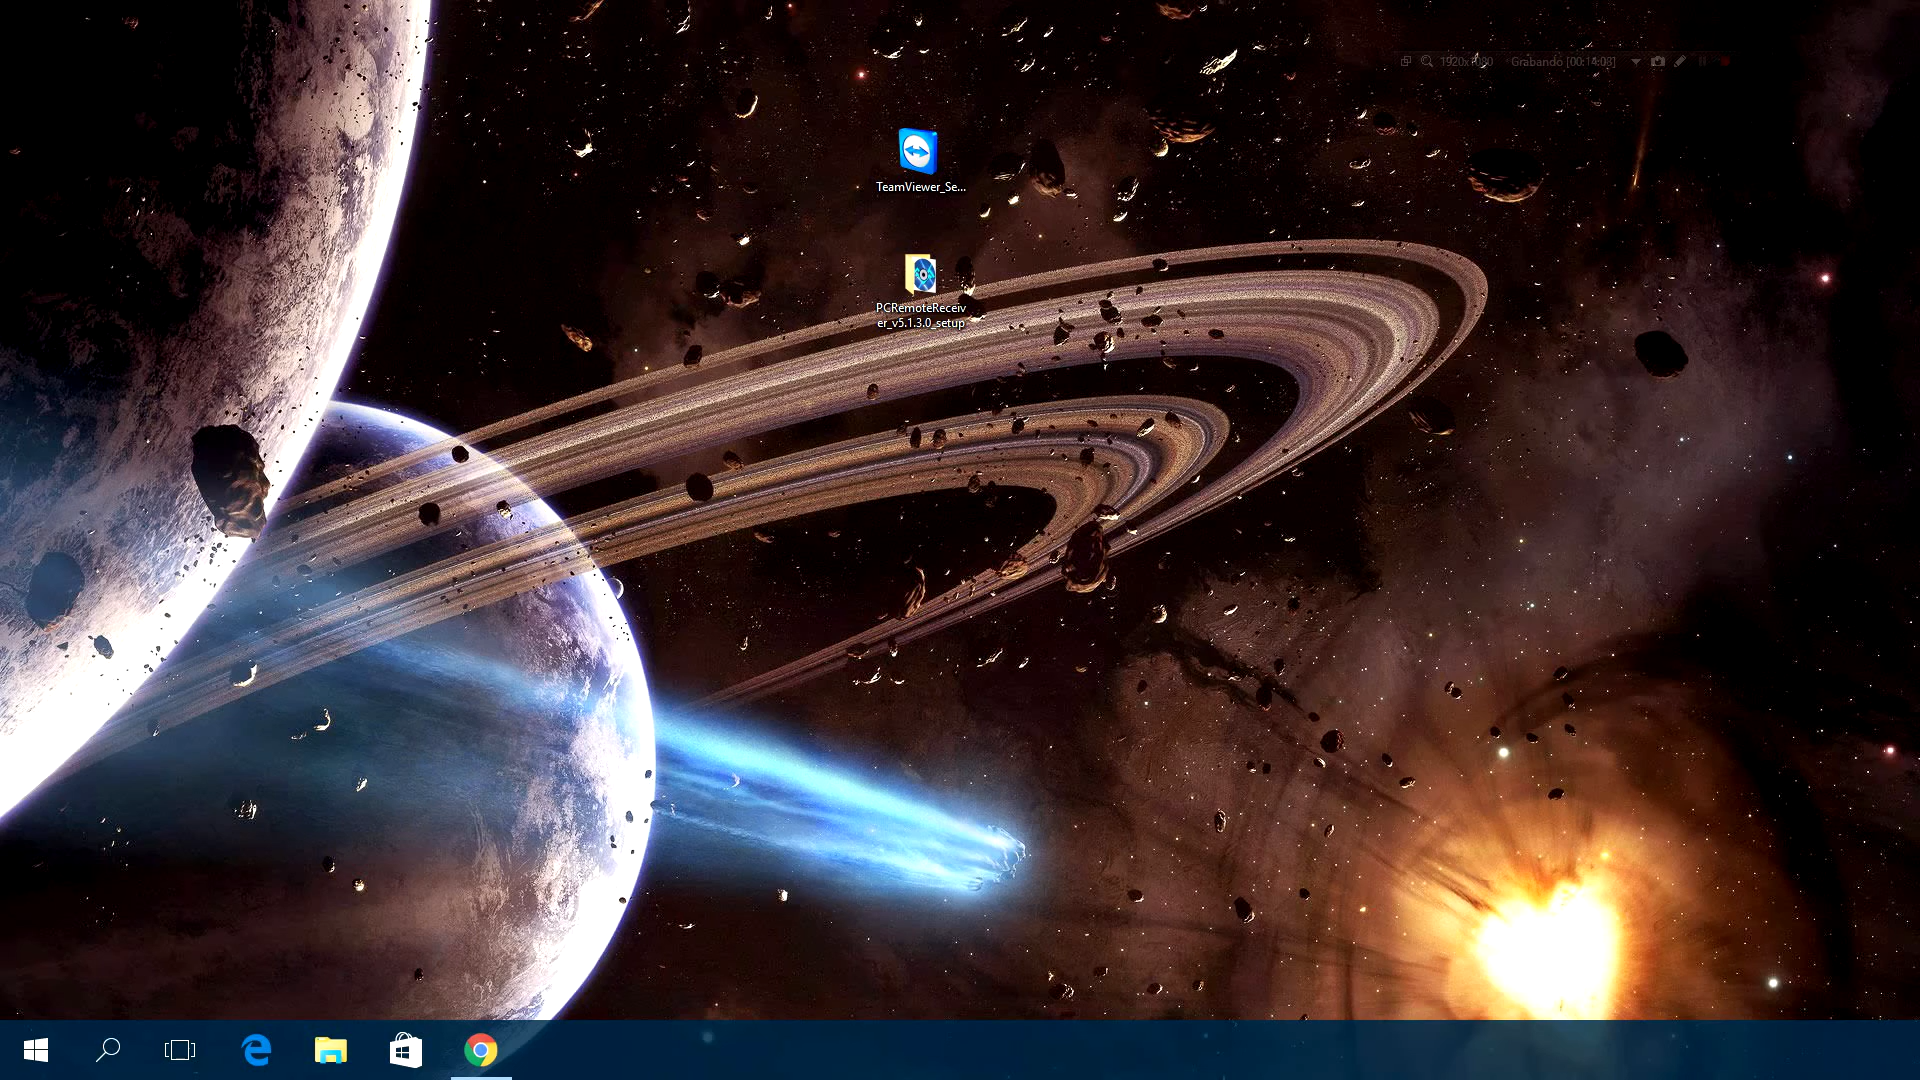 1920x1080 Grabando [00:14:03]
TeamViewer_Se...
PCRemoteReceiv
er_v5.1.3.0_setup